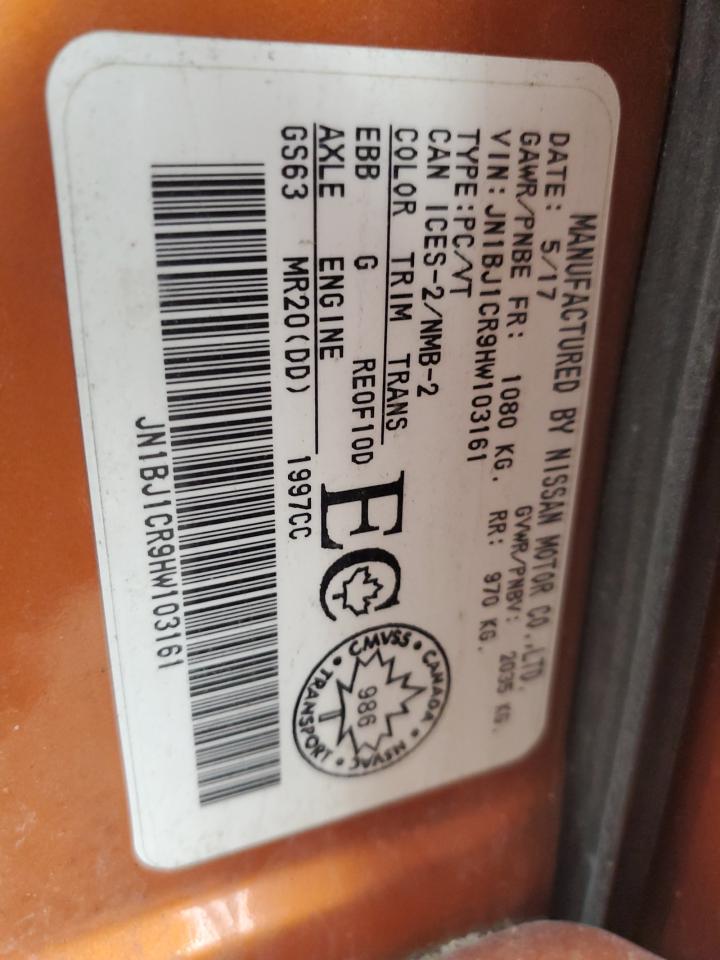 MANUFACTURED BY NISSAN MOTOR CO.,LTD.
DATE: 5/17 GVWR/PNBV: 2035 KG.
GAWR/PNBE FR: 1080 KG. RR: 970 KG.
VIN:JN1BJ1CR9HW103161
TYPE:PC/VT
CAN ICES-2/NMB-2
COLOR TRIM TRANS
EBB G RE0F10D
AXLE ENGINE
GS63 MR20(DD) 1997CC
EC
CANADA • NSVAC • TRANSPORT • CMVSS •
986
T
JN1BJ1CR9HW103161